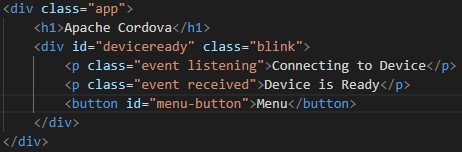 <div class="app">
    <h1>Apache Cordova</h1>
    <div id="deviceready" class="blink">
        <p class="event listening">Connecting to Device</p>
        <p class="event received">Device is Ready</p>
        <button id="menu-button">Menu</button>
    </div>
</div>